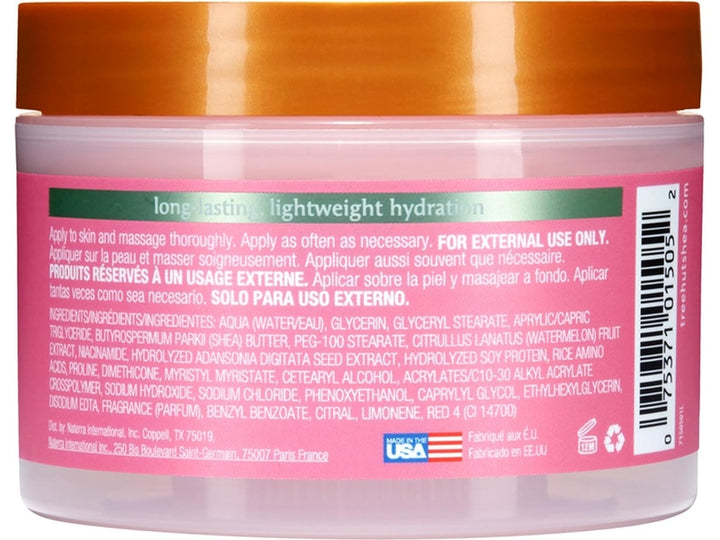 long-lasting, lightweight hydration
Apply to skin and massage thoroughly. Apply as often as necessary. FOR EXTERNAL USE ONLY.
Appliquer sur la peau et masser soigneusement. Appliquer aussi souvent que nécessaire.
PRODUITS RÉSERVÉS À UN USAGE EXTERNE. Aplicar sobre la piel y masajear a fondo. Aplicar
tantas veces como sea necesario. SOLO PARA USO EXTERNO.
INGREDIENTS/INGRÉDIENTS/INGREDIENTES: AQUA (WATER/EAU), GLYCERIN, GLYCERYL STEARATE, APRYLIC/CAPRIC
TRIGLYCERIDE, BUTYROSPERMUM PARKII (SHEA) BUTTER, PEG-100 STEARATE, CITRULLUS LANATUS (WATERMELON) FRUIT
EXTRACT, NIACINAMIDE, HYDROLYZED ADANSONIA DIGITATA SEED EXTRACT, HYDROLYZED SOY PROTEIN, RICE AMINO
ACIDS, PROLINE, DIMETHICONE, MYRISTYL MYRISTATE, CETEARYL ALCOHOL, ACRYLATES/C10-30 ALKYL ACRYLATE
CROSSPOLYMER, SODIUM HYDROXIDE, SODIUM CHLORIDE, PHENOXYETHANOL, CAPRYLYL GLYCOL, ETHYLHEXYLGLYCERIN,
DISODIUM EDTA, FRAGRANCE (PARFUM), BENZYL BENZOATE, CITRAL, LIMONENE, RED 4 (CI 14700)
Dist. by: Naterra International, Inc. Coppell, TX 75019,
Naterra International Inc., 250 Bis Boulevard Saint-Germain, 75007 Paris France
MADE IN THE
USA
Fabriqué aux É.U.
Fabricado en EE.UU
12M
0 75371 01505 2
treehutshea.com
7150501L